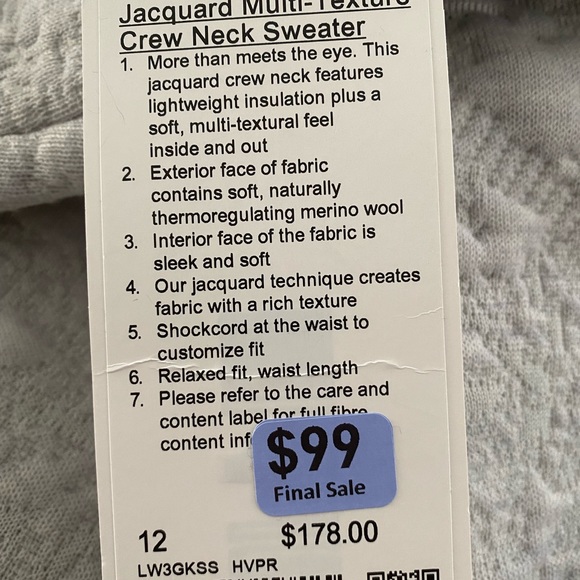 Jacquard Multi-Texture
Crew Neck Sweater
1. More than meets the eye. This
jacquard crew neck features
lightweight insulation plus a
soft, multi-textural feel
inside and out
2. Exterior face of fabric
contains soft, naturally
thermoregulating merino wool
3. Interior face of the fabric is
sleek and soft
4. Our jacquard technique creates
fabric with a rich texture
5. Shockcord at the waist to
customize fit
6. Relaxed fit, waist length
7. Please refer to the care and
content label for full fibre
content inf
$99
Final Sale
12 $178.00
LW3GKSS HVPR